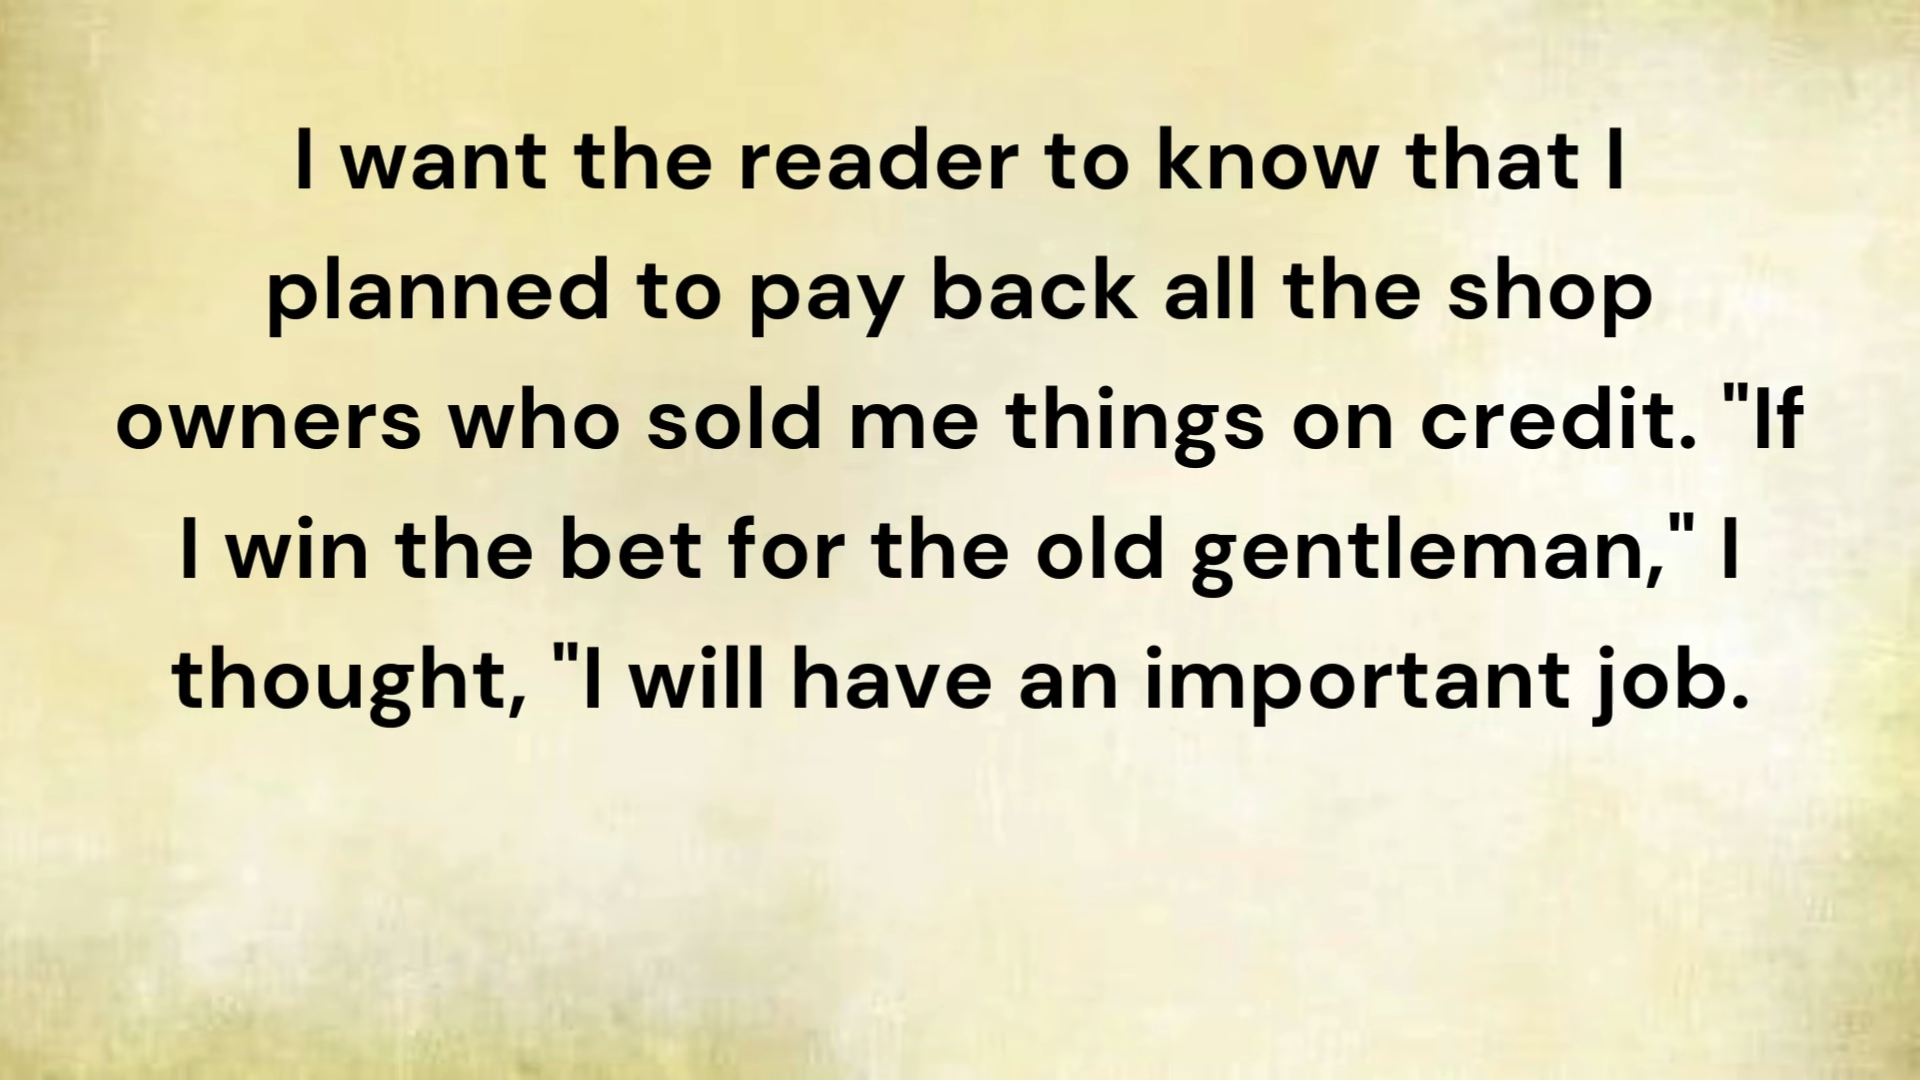 I want the reader to know that I
planned to pay back all the shop
owners who sold me things on credit. "If
I win the bet for the old gentleman," I
thought, "I will have an important job.